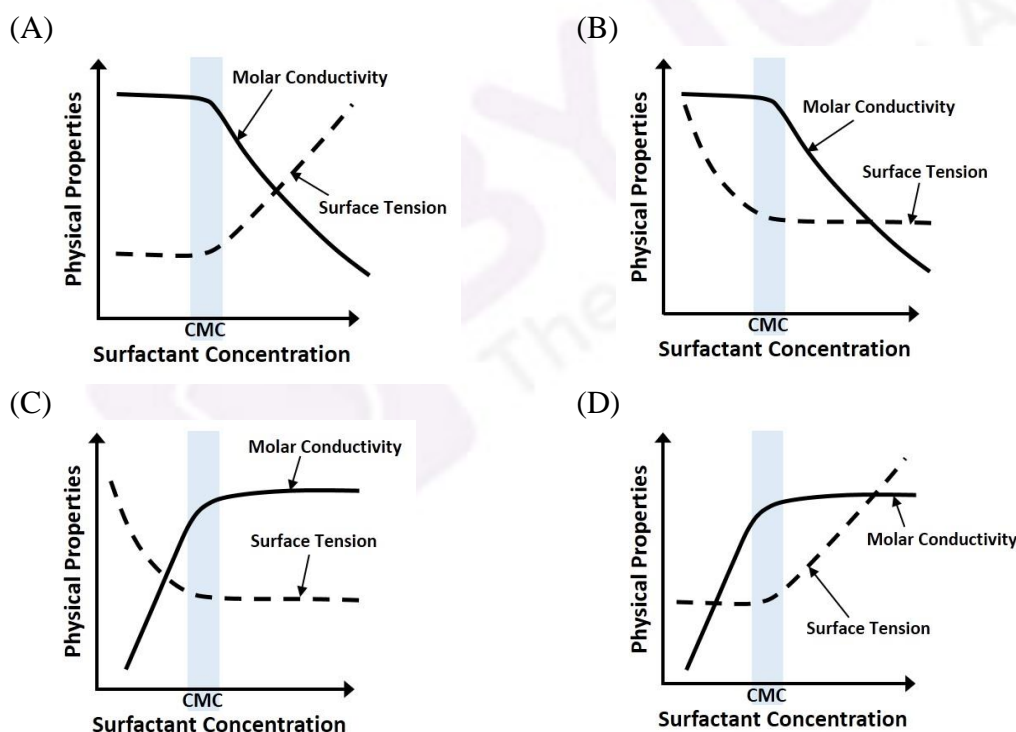 (A)
Physical Properties
Molar Conductivity
Surface Tension
CMC
Surfactant Concentration
(B)
Physical Properties
Molar Conductivity
Surface Tension
CMC
Surfactant Concentration
(C)
Physical Properties
Molar Conductivity
Surface Tension
CMC
Surfactant Concentration
(D)
Physical Properties
Molar Conductivity
Surface Tension
CMC
Surfactant Concentration
The